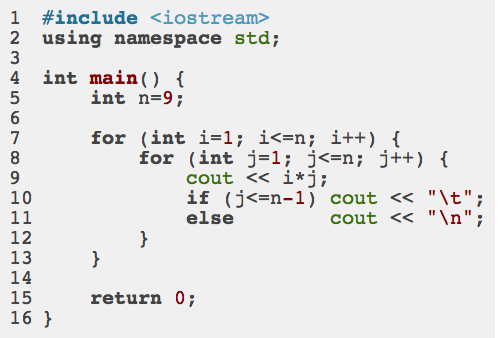 1 #include <iostream>
2 using namespace std;
3
4 int main() {
5     int n=9;
6
7     for (int i=1; i<=n; i++) {
8         for (int j=1; j<=n; j++) {
9             cout << i*j;
10             if (j<=n-1) cout << "\t";
11             else        cout << "\n";
12         }
13     }
14
15     return 0;
16 }